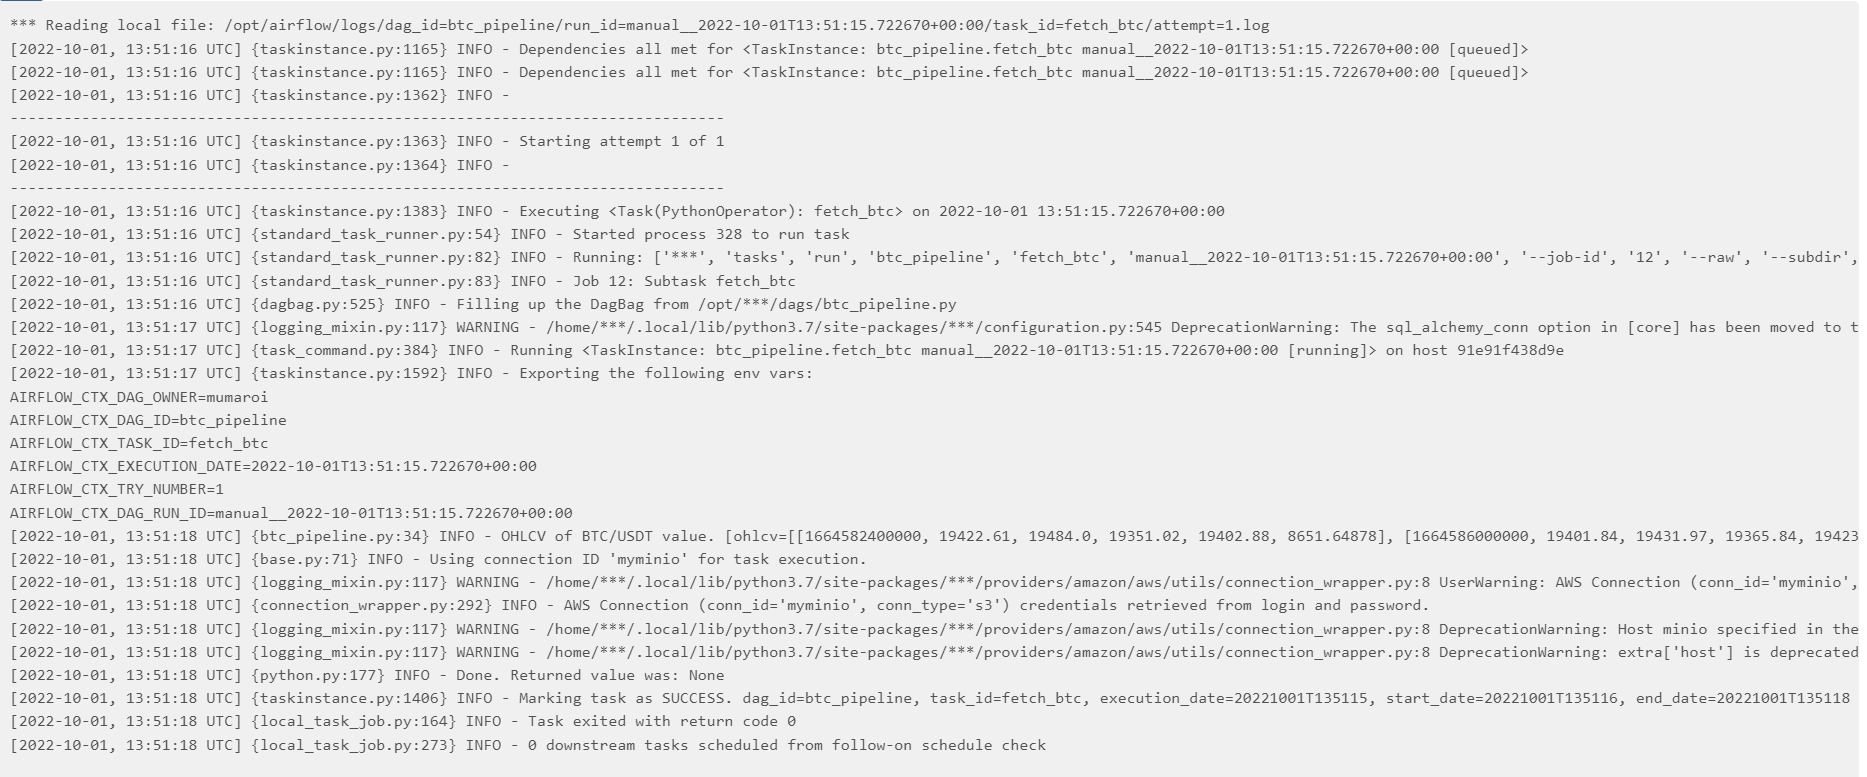 *** Reading local file: /opt/airflow/logs/dag_id=btc_pipeline/run_id=manual__2022-10-01T13:51:15.722670+00:00/task_id=fetch_btc/attempt=1.log
[2022-10-01, 13:51:16 UTC] {taskinstance.py:1165} INFO - Dependencies all met for <TaskInstance: btc_pipeline.fetch_btc manual__2022-10-01T13:51:15.722670+00:00 [queued]>
[2022-10-01, 13:51:16 UTC] {taskinstance.py:1165} INFO - Dependencies all met for <TaskInstance: btc_pipeline.fetch_btc manual__2022-10-01T13:51:15.722670+00:00 [queued]>
[2022-10-01, 13:51:16 UTC] {taskinstance.py:1362} INFO -
--------------------------------------------------------------------------------
[2022-10-01, 13:51:16 UTC] {taskinstance.py:1363} INFO - Starting attempt 1 of 1
[2022-10-01, 13:51:16 UTC] {taskinstance.py:1364} INFO -
--------------------------------------------------------------------------------
[2022-10-01, 13:51:16 UTC] {taskinstance.py:1383} INFO - Executing <Task(PythonOperator): fetch_btc> on 2022-10-01 13:51:15.722670+00:00
[2022-10-01, 13:51:16 UTC] {standard_task_runner.py:54} INFO - Started process 328 to run task
[2022-10-01, 13:51:16 UTC] {standard_task_runner.py:82} INFO - Running: ['***', 'tasks', 'run', 'btc_pipeline', 'fetch_btc', 'manual__2022-10-01T13:51:15.722670+00:00', '--job-id', '12', '--raw', '--subdir',
[2022-10-01, 13:51:16 UTC] {standard_task_runner.py:83} INFO - Job 12: Subtask fetch_btc
[2022-10-01, 13:51:16 UTC] {dagbag.py:525} INFO - Filling up the DagBag from /opt/***/dags/btc_pipeline.py
[2022-10-01, 13:51:17 UTC] {logging_mixin.py:117} WARNING - /home/***/.local/lib/python3.7/site-packages/***/configuration.py:545 DeprecationWarning: The sql_alchemy_conn option in [core] has been moved to t
[2022-10-01, 13:51:17 UTC] {task_command.py:384} INFO - Running <TaskInstance: btc_pipeline.fetch_btc manual__2022-10-01T13:51:15.722670+00:00 [running]> on host 91e91f438d9e
[2022-10-01, 13:51:17 UTC] {taskinstance.py:1592} INFO - Exporting the following env vars:
AIRFLOW_CTX_DAG_OWNER=mumaroi
AIRFLOW_CTX_DAG_ID=btc_pipeline
AIRFLOW_CTX_TASK_ID=fetch_btc
AIRFLOW_CTX_EXECUTION_DATE=2022-10-01T13:51:15.722670+00:00
AIRFLOW_CTX_TRY_NUMBER=1
AIRFLOW_CTX_DAG_RUN_ID=manual__2022-10-01T13:51:15.722670+00:00
[2022-10-01, 13:51:18 UTC] {btc_pipeline.py:34} INFO - OHLCV of BTC/USDT value. [ohlcv=[[1664582400000, 19422.61, 19484.0, 19351.02, 19402.88, 8651.64878], [1664586000000, 19401.84, 19431.97, 19365.84, 19423
[2022-10-01, 13:51:18 UTC] {base.py:71} INFO - Using connection ID 'myminio' for task execution.
[2022-10-01, 13:51:18 UTC] {logging_mixin.py:117} WARNING - /home/***/.local/lib/python3.7/site-packages/***/providers/amazon/aws/utils/connection_wrapper.py:8 UserWarning: AWS Connection (conn_id='myminio',
[2022-10-01, 13:51:18 UTC] {connection_wrapper.py:292} INFO - AWS Connection (conn_id='myminio', conn_type='s3') credentials retrieved from login and password.
[2022-10-01, 13:51:18 UTC] {logging_mixin.py:117} WARNING - /home/***/.local/lib/python3.7/site-packages/***/providers/amazon/aws/utils/connection_wrapper.py:8 DeprecationWarning: Host minio specified in the
[2022-10-01, 13:51:18 UTC] {logging_mixin.py:117} WARNING - /home/***/.local/lib/python3.7/site-packages/***/providers/amazon/aws/utils/connection_wrapper.py:8 DeprecationWarning: extra['host'] is deprecated
[2022-10-01, 13:51:18 UTC] {python.py:177} INFO - Done. Returned value was: None
[2022-10-01, 13:51:18 UTC] {taskinstance.py:1406} INFO - Marking task as SUCCESS. dag_id=btc_pipeline, task_id=fetch_btc, execution_date=20221001T135115, start_date=20221001T135116, end_date=20221001T135118
[2022-10-01, 13:51:18 UTC] {local_task_job.py:164} INFO - Task exited with return code 0
[2022-10-01, 13:51:18 UTC] {local_task_job.py:273} INFO - 0 downstream tasks scheduled from follow-on schedule check